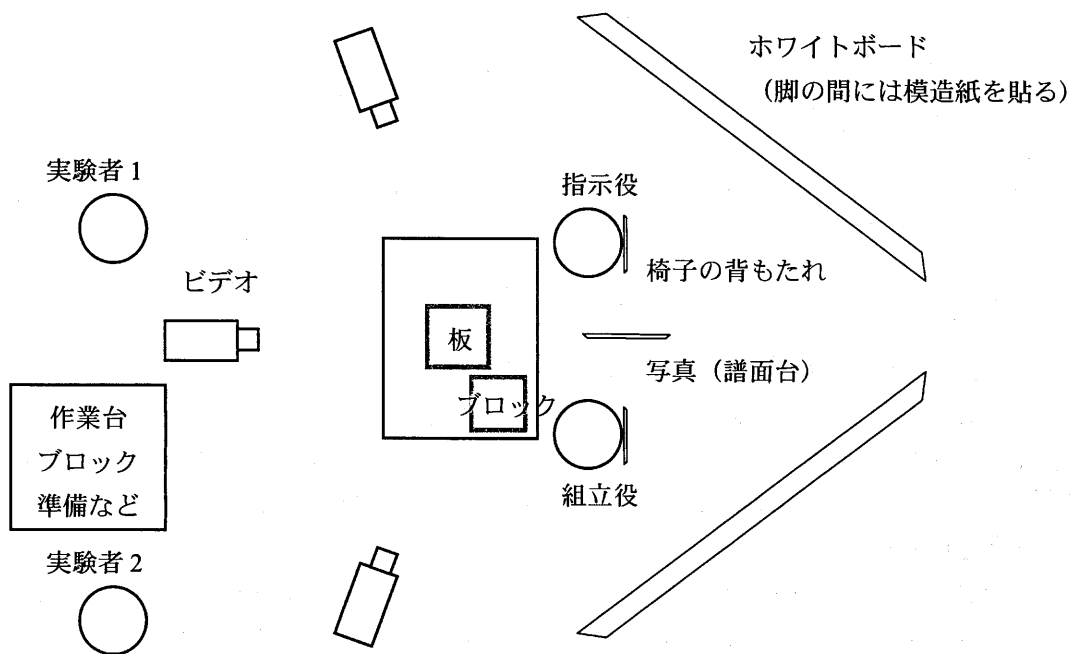 ホワイトボード
（脚の間には模造紙を貼る）
実験者 1
指示役
ビデオ
椅子の背もたれ
板
写真（譜面台）
ブロック
作業台
ブロック
準備など
組立役
実験者 2